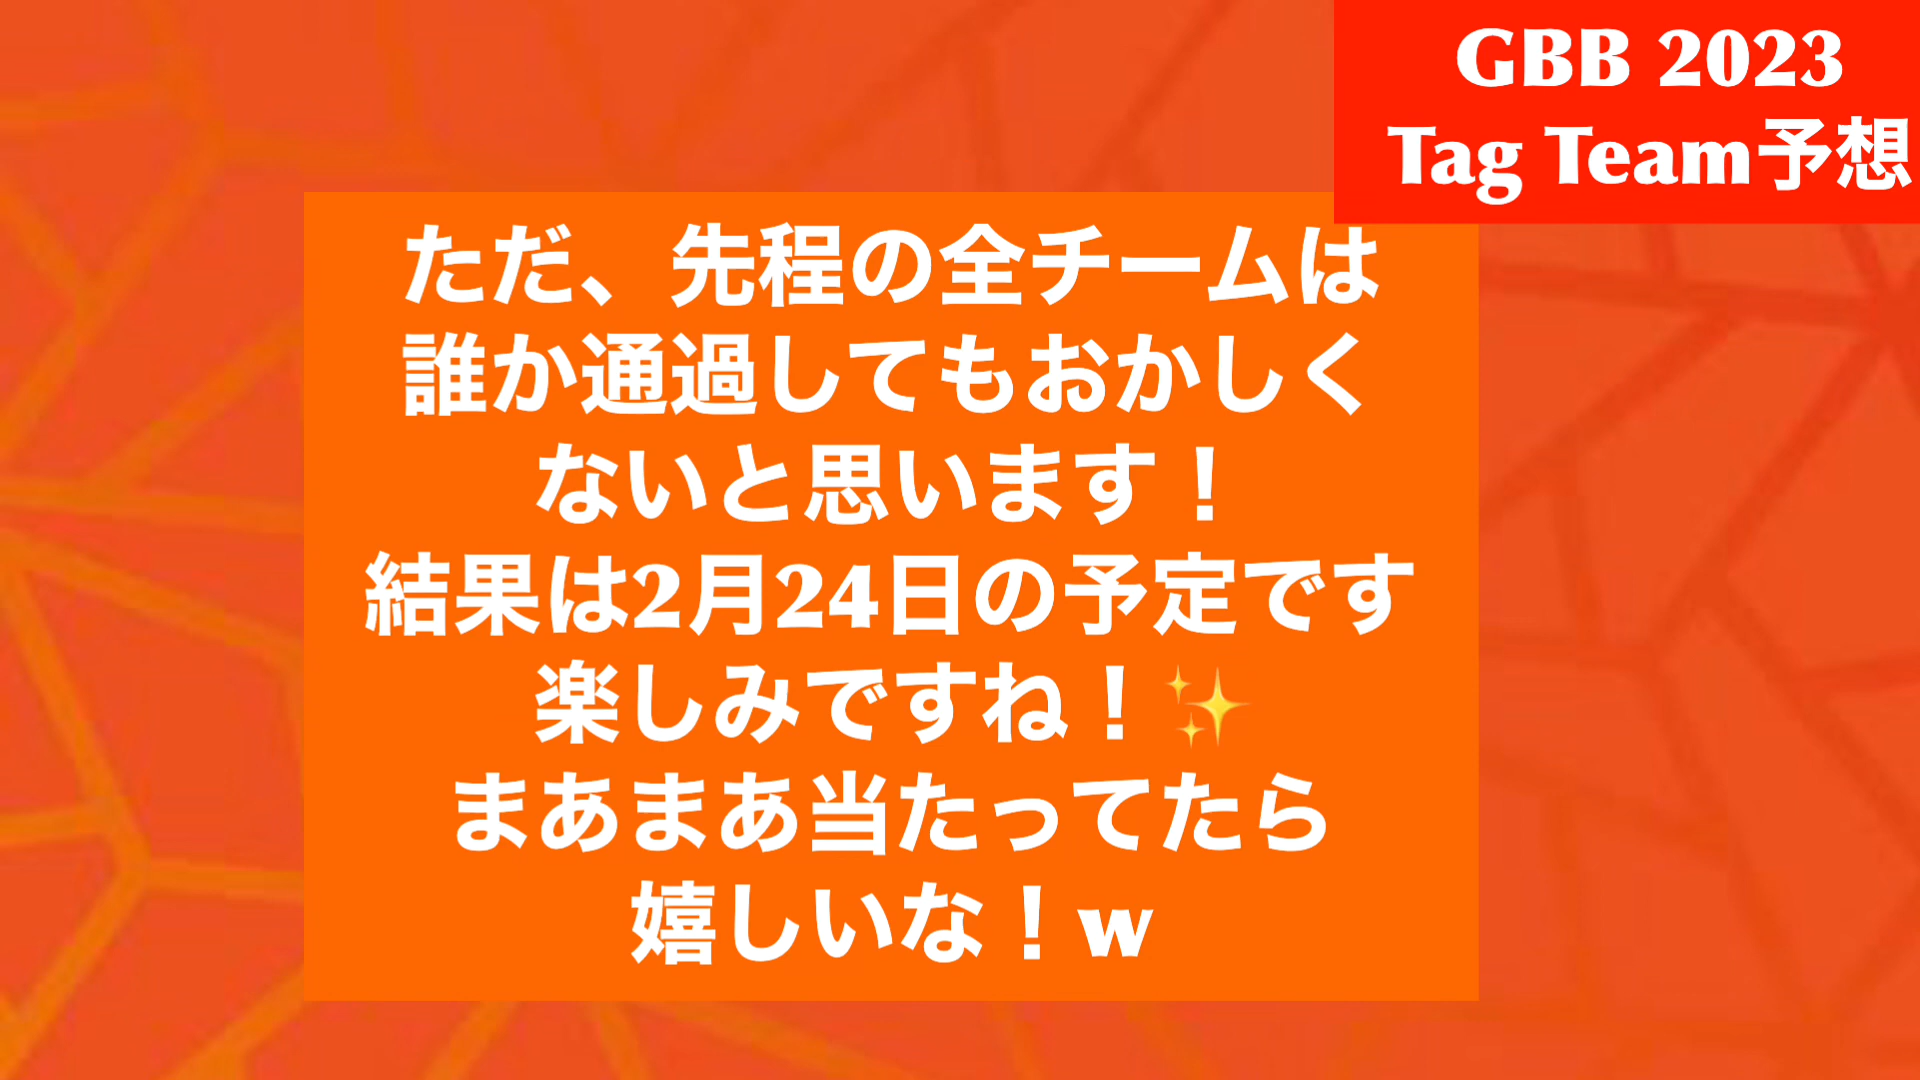 GBB 2023
Tag Team予想
ただ、先程の全チームは
誰か通過してもおかしく
ないと思います！
結果は2月24日の予定です
楽しみですね！✨
まあまあ当たってたら
嬉しいな！w